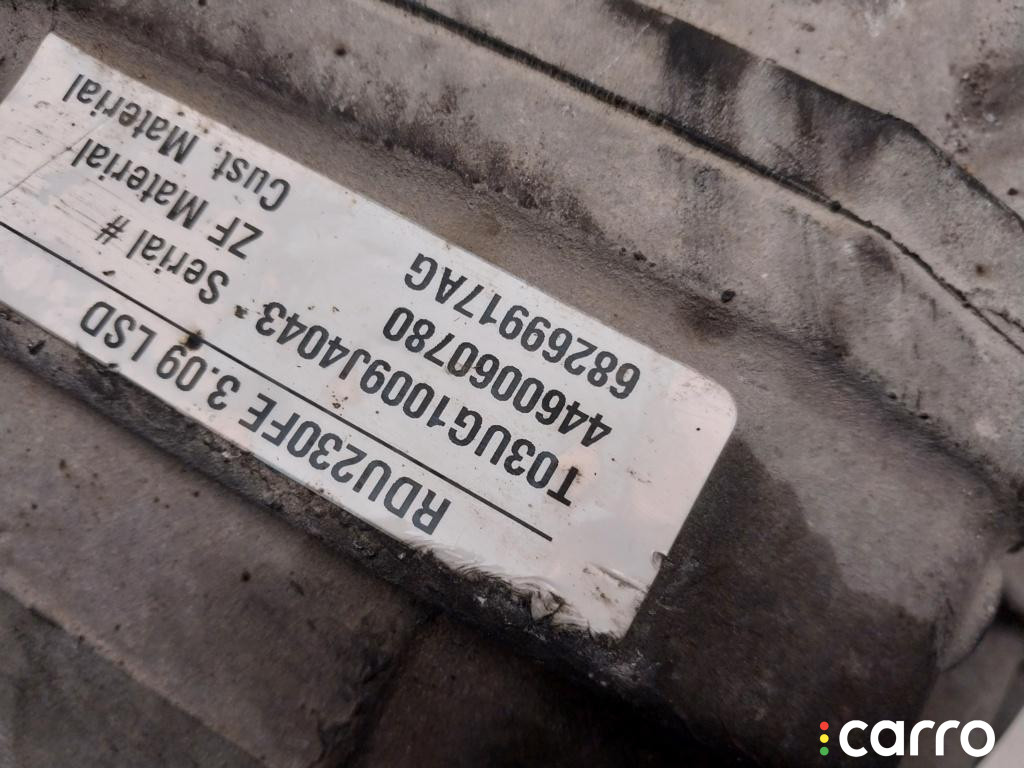 RDU230FE 3.09 LSD
Serial # T03UG1009J4043
ZF Material 4460060780
Cust. Material 68269917AG
carro